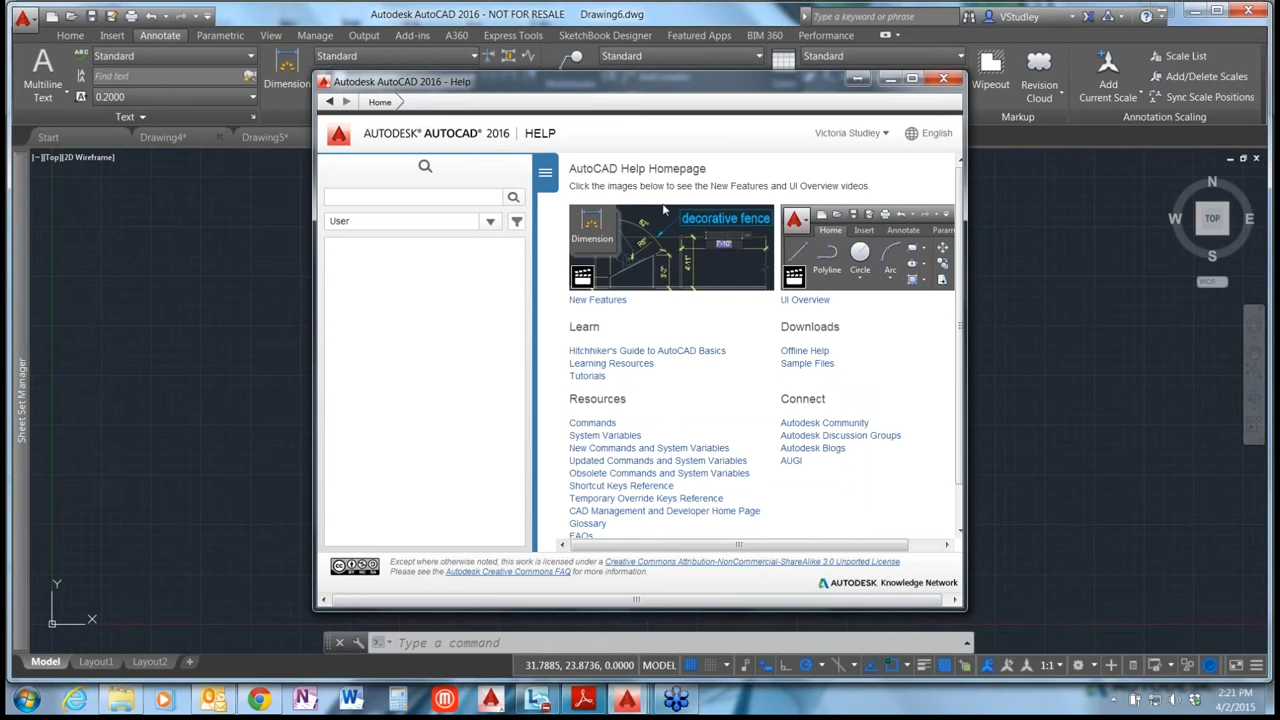 Autodesk AutoCAD 2016 - NOT FOR RESALE Drawing6.dwg
Type a keyword or phrase
VStudley
Home Insert Annotate Parametric View Manage Output Add-ins A360 Express Tools SketchBook Designer Featured Apps BIM 360 Performance
Multiline
Text
Standard
Find text
0.2000
Text
Dimension
Standard
Standard
Standard
Wipeout
Revision
Cloud
Markup
Add
Current Scale
Scale List
Add/Delete Scales
Sync Scale Positions
Annotation Scaling
Start Drawing4* Drawing5*
[−][Top][2D Wireframe]
Sheet Set Manager
Autodesk AutoCAD 2016 - Help
Home
AUTODESK® AUTOCAD® 2016 HELP
Victoria Studley
English
User
AutoCAD Help Homepage
Click the images below to see the New Features and UI Overview videos.
Dimension
decorative fence
Home Insert Annotate Param
Polyline Circle Arc
New Features
UI Overview
Learn
Hitchhiker's Guide to AutoCAD Basics
Learning Resources
Tutorials
Downloads
Offline Help
Sample Files
Resources
Commands
System Variables
New Commands and System Variables
Updated Commands and System Variables
Obsolete Commands and System Variables
Shortcut Keys Reference
Temporary Override Keys Reference
CAD Management and Developer Home Page
Glossary
FAQs
Connect
Autodesk Community
Autodesk Discussion Groups
Autodesk Blogs
AUGI
Except where otherwise noted, this work is licensed under a Creative Commons Attribution-NonCommercial-ShareAlike 3.0 Unported License.
Please see the Autodesk Creative Commons FAQ for more information.
AUTODESK Knowledge Network
N
W TOP E
S
WCS
Y
X
Type a command
Model Layout1 Layout2
31.7885, 23.8736, 0.0000 MODEL
1:1
2:21 PM
4/2/2015